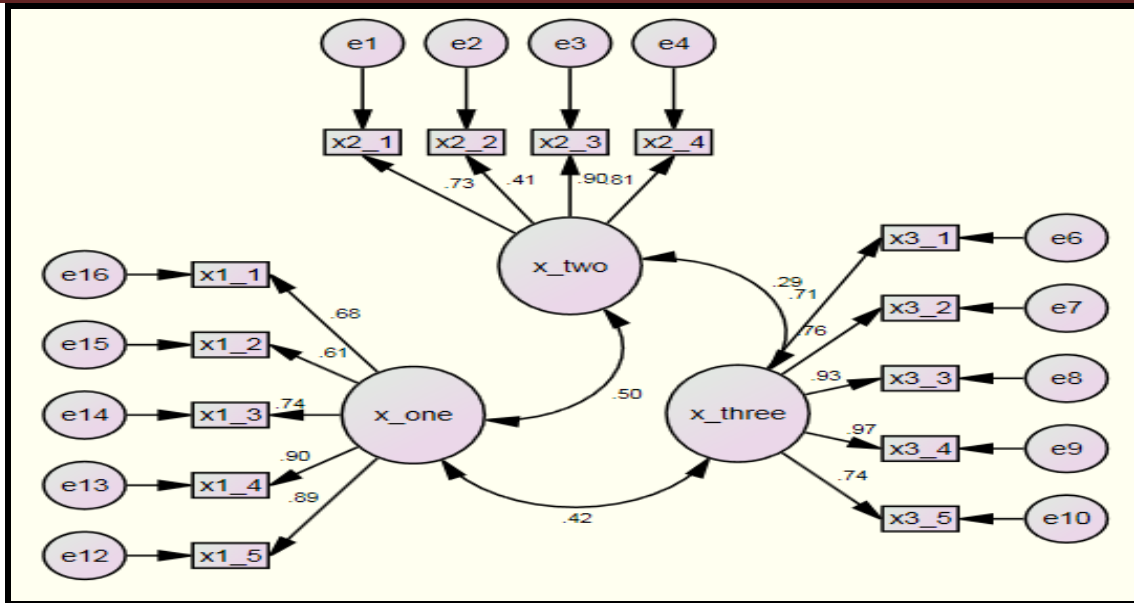 e1 e2 e3 e4
x2_1 x2_2 x2_3 x2_4
.73 .41 .90 .81
x_two
e16 x1_1
e15 x1_2
e14 x1_3
e13 x1_4
e12 x1_5
.68
.61
.74
.90
.89
x_one
.50
.42
.29
x_three
.71
.76
.93
.97
.74
x3_1 e6
x3_2 e7
x3_3 e8
x3_4 e9
x3_5 e10